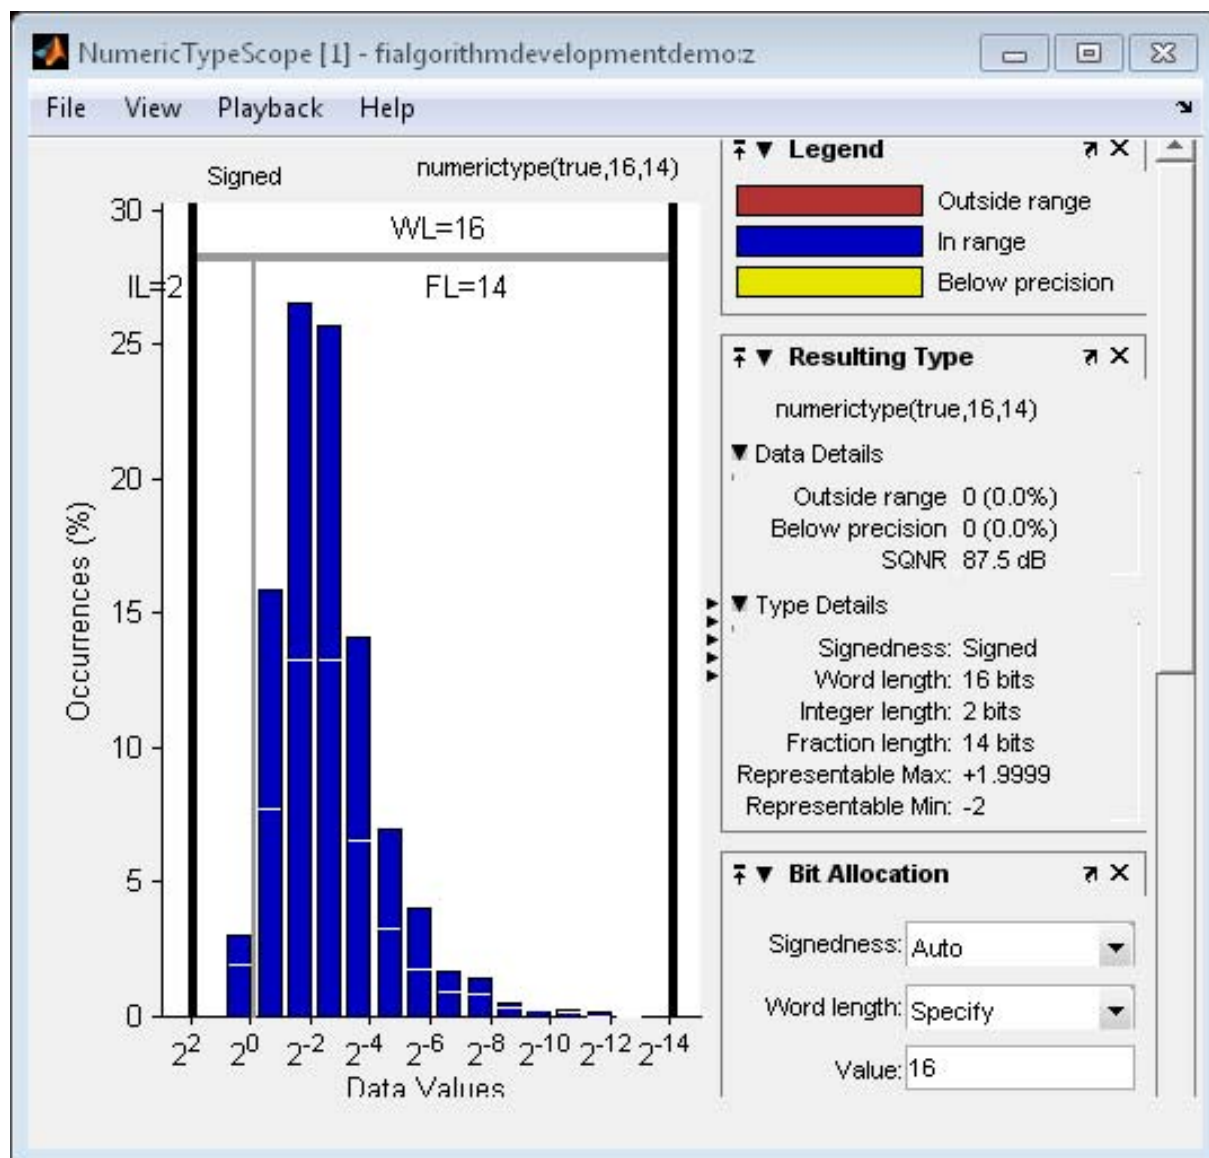 NumericTypeScope [1] - fialgorithmdevelopmentdemo:z
File View Playback Help
Signed numerictype(true,16,14)
WL=16
IL=2 FL=14
30
25
20
15
10
5
0
Occurrences (%)
2^2 2^0 2^-2 2^-4 2^-6 2^-8 2^-10 2^-12 2^-14
Data Values
Legend
Outside range
In range
Below precision
Resulting Type
numerictype(true,16,14)
Data Details
Outside range 0 (0.0%)
Below precision 0 (0.0%)
SQNR 87.5 dB
Type Details
Signedness: Signed
Word length: 16 bits
Integer length: 2 bits
Fraction length: 14 bits
Representable Max: +1.9999
Representable Min: -2
Bit Allocation
Signedness: Auto
Word length: Specify
Value: 16